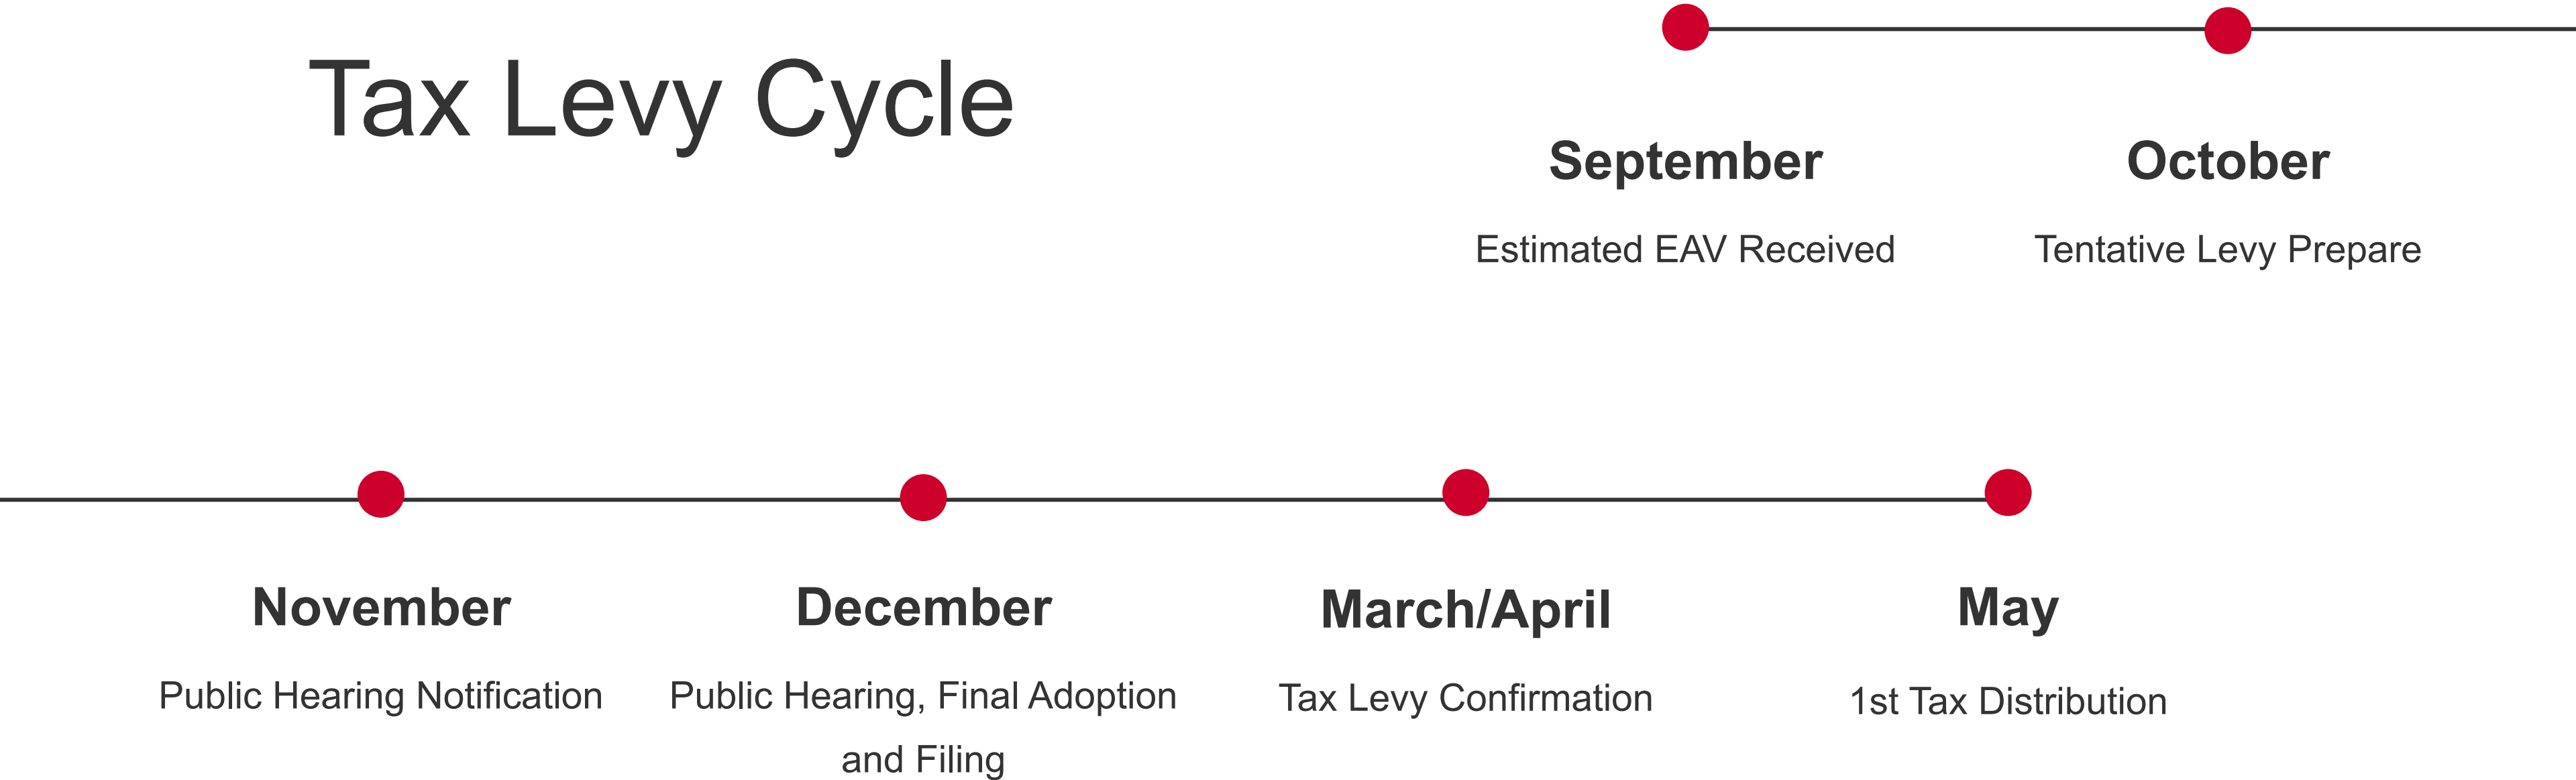 Tax Levy Cycle
September
Estimated EAV Received
October
Tentative Levy Prepare
November
Public Hearing Notification
December
Public Hearing, Final Adoption
and Filing
March/April
Tax Levy Confirmation
May
1st Tax Distribution